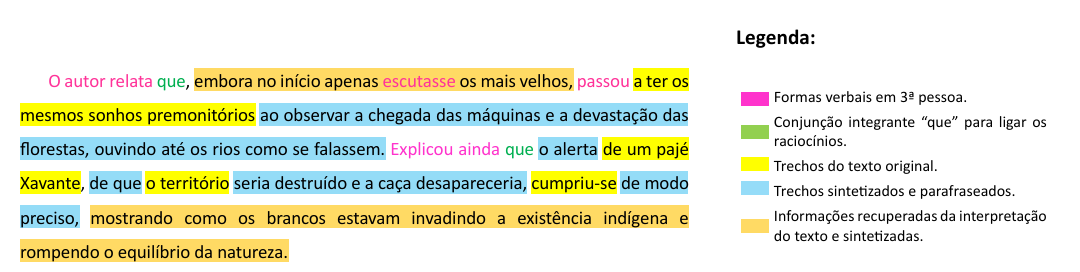 O autor relata que, embora no início apenas escutasse os mais velhos, passou a ter os
mesmos sonhos premonitórios ao observar a chegada das máquinas e a devastação das
florestas, ouvindo até os rios como se falassem. Explicou ainda que o alerta de um pajé
Xavante, de que o território seria destruído e a caça desapareceria, cumpriu-se de modo
preciso, mostrando como os brancos estavam invadindo a existência indígena e
rompendo o equilíbrio da natureza.
Legenda:
Formas verbais em 3ª pessoa.
Conjunção integrante “que” para ligar os
raciocínios.
Trechos do texto original.
Trechos sintetizados e parafraseados.
Informações recuperadas da interpretação
do texto e sintetizadas.